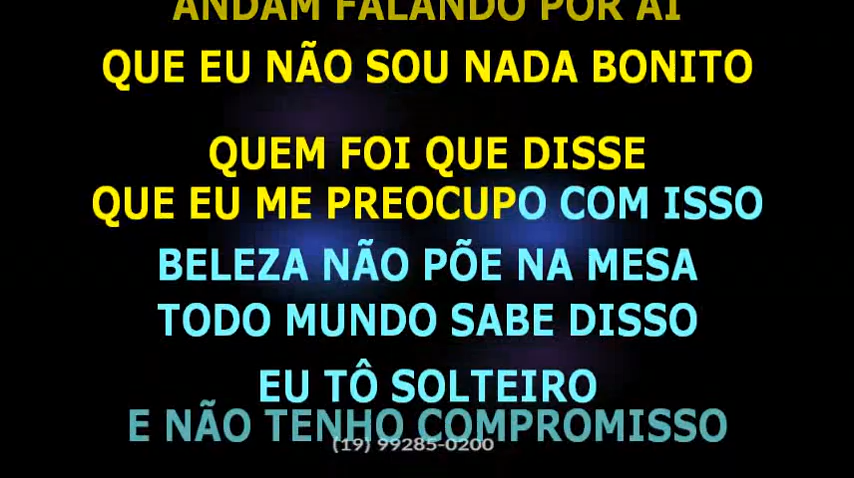 ANDAM FALANDO POR AÍ
QUE EU NÃO SOU NADA BONITO
QUEM FOI QUE DISSE
QUE EU ME PREOCUPO COM ISSO
BELEZA NÃO PÕE NA MESA
TODO MUNDO SABE DISSO
EU TÔ SOLTEIRO
E NÃO TENHO COMPROMISSO
(19) 99285-0200